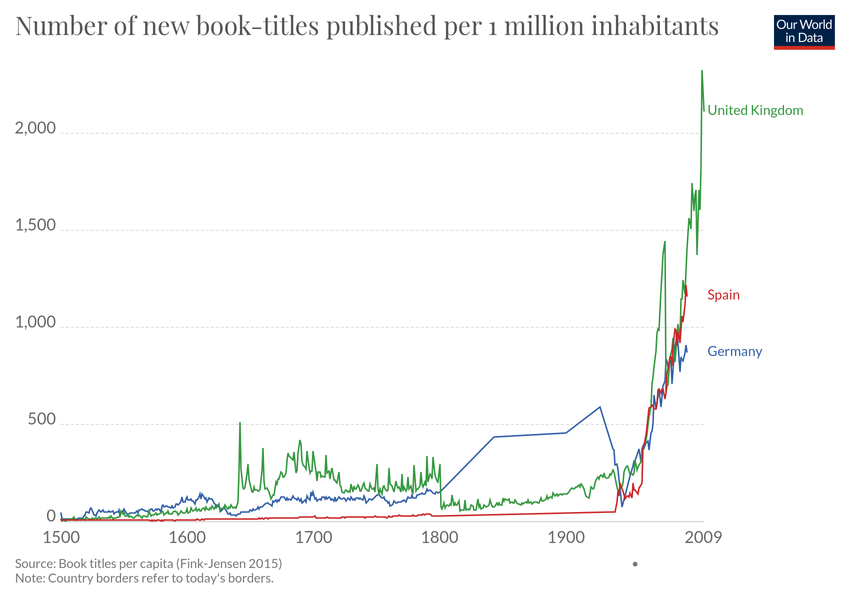 Number of new book-titles published per 1 million inhabitants
Our World
in Data
2,000
1,500
1,000
500
0
United Kingdom
Spain
Germany
1500
1600
1700
1800
1900
2009
Source: Book titles per capita (Fink-Jensen 2015)
Note: Country borders refer to today's borders.